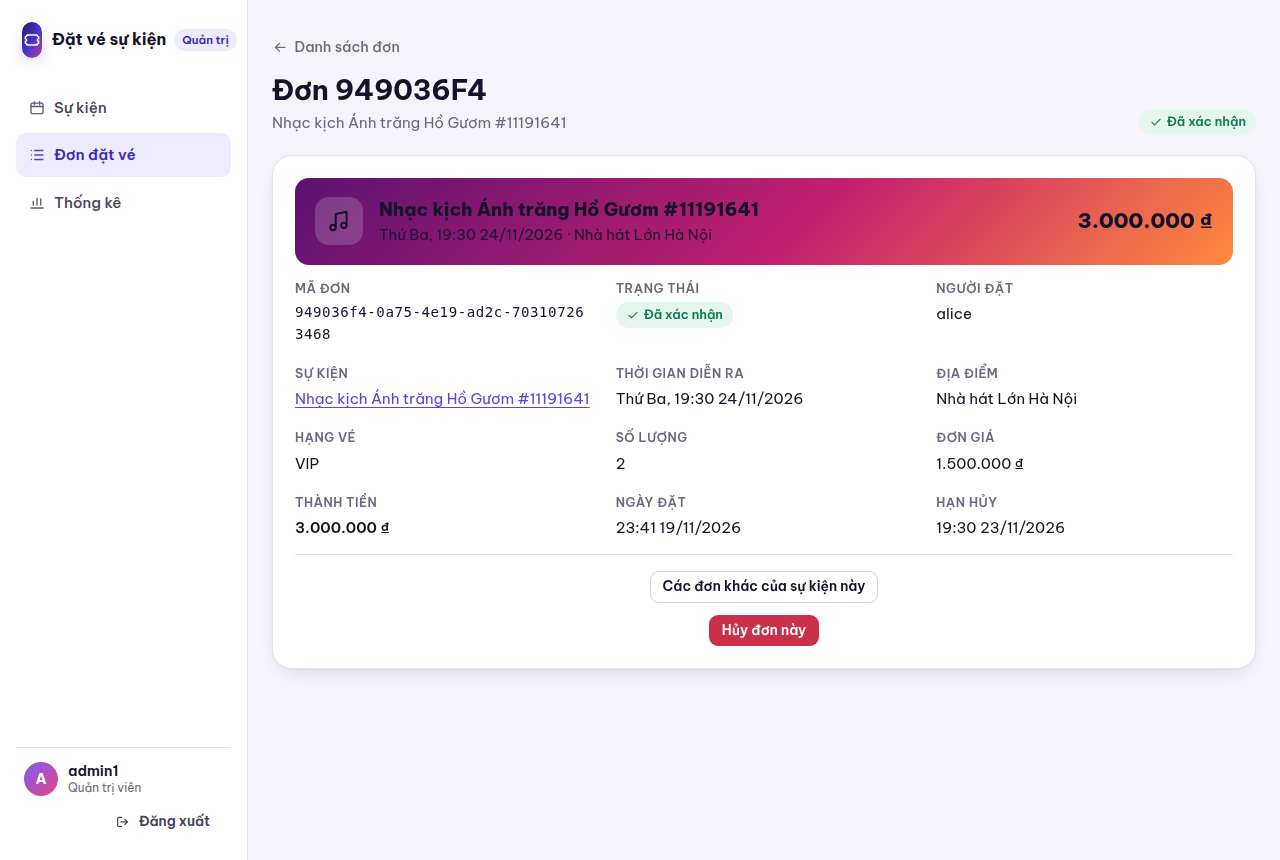 Đặt vé sự kiện Quản trị
Sự kiện
Đơn đặt vé
Thống kê
Danh sách đơn
Đơn 949036F4
Nhạc kịch Ánh trăng Hồ Gươm #11191641
Đã xác nhận
Nhạc kịch Ánh trăng Hồ Gươm #11191641
Thứ Ba, 19:30 24/11/2026 · Nhà hát Lớn Hà Nội
3.000.000 ₫
MÃ ĐƠN
949036f4-0a75-4e19-ad2c-70310726
3468
TRẠNG THÁI
Đã xác nhận
NGƯỜI ĐẶT
alice
SỰ KIỆN
Nhạc kịch Ánh trăng Hồ Gươm #11191641
THỜI GIAN DIỄN RA
Thứ Ba, 19:30 24/11/2026
ĐỊA ĐIỂM
Nhà hát Lớn Hà Nội
HẠNG VÉ
VIP
SỐ LƯỢNG
2
ĐƠN GIÁ
1.500.000 ₫
THÀNH TIỀN
3.000.000 ₫
NGÀY ĐẶT
23:41 19/11/2026
HẠN HỦY
19:30 23/11/2026
Các đơn khác của sự kiện này
Hủy đơn này
A
admin1
Quản trị viên
Đăng xuất